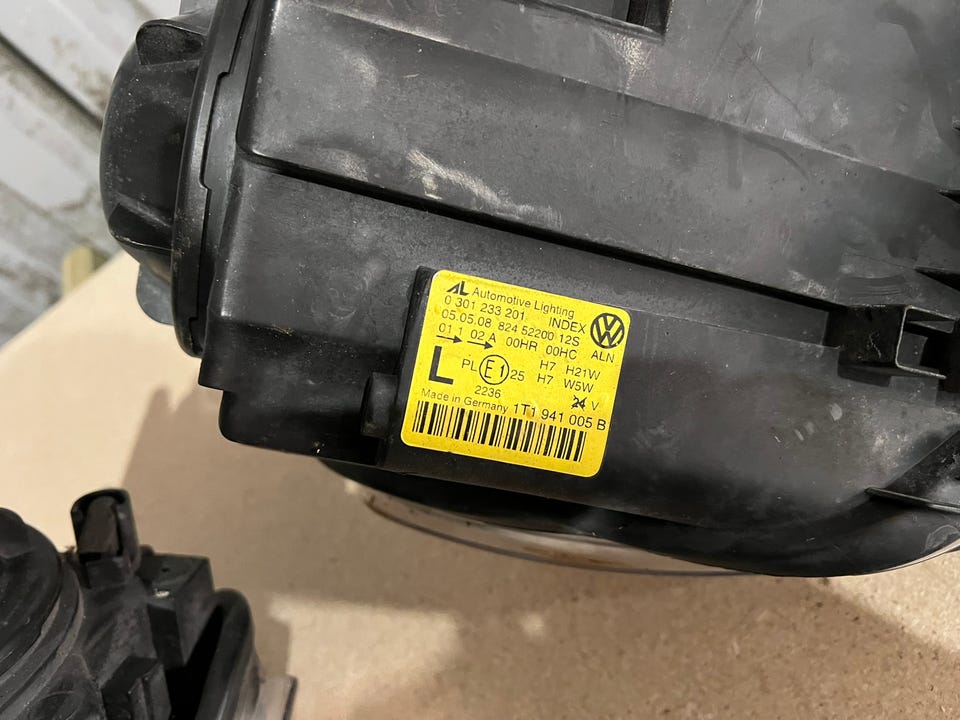 AL Automotive Lighting
0 301 233 201 INDEX
05.05.08 824 52200 12S
01 1 02 A 00HR 00HC ALN
H7 H21W
L PL E1 25 H7 W5W
2236 24 V
Made in Germany 1T1 941 005 B